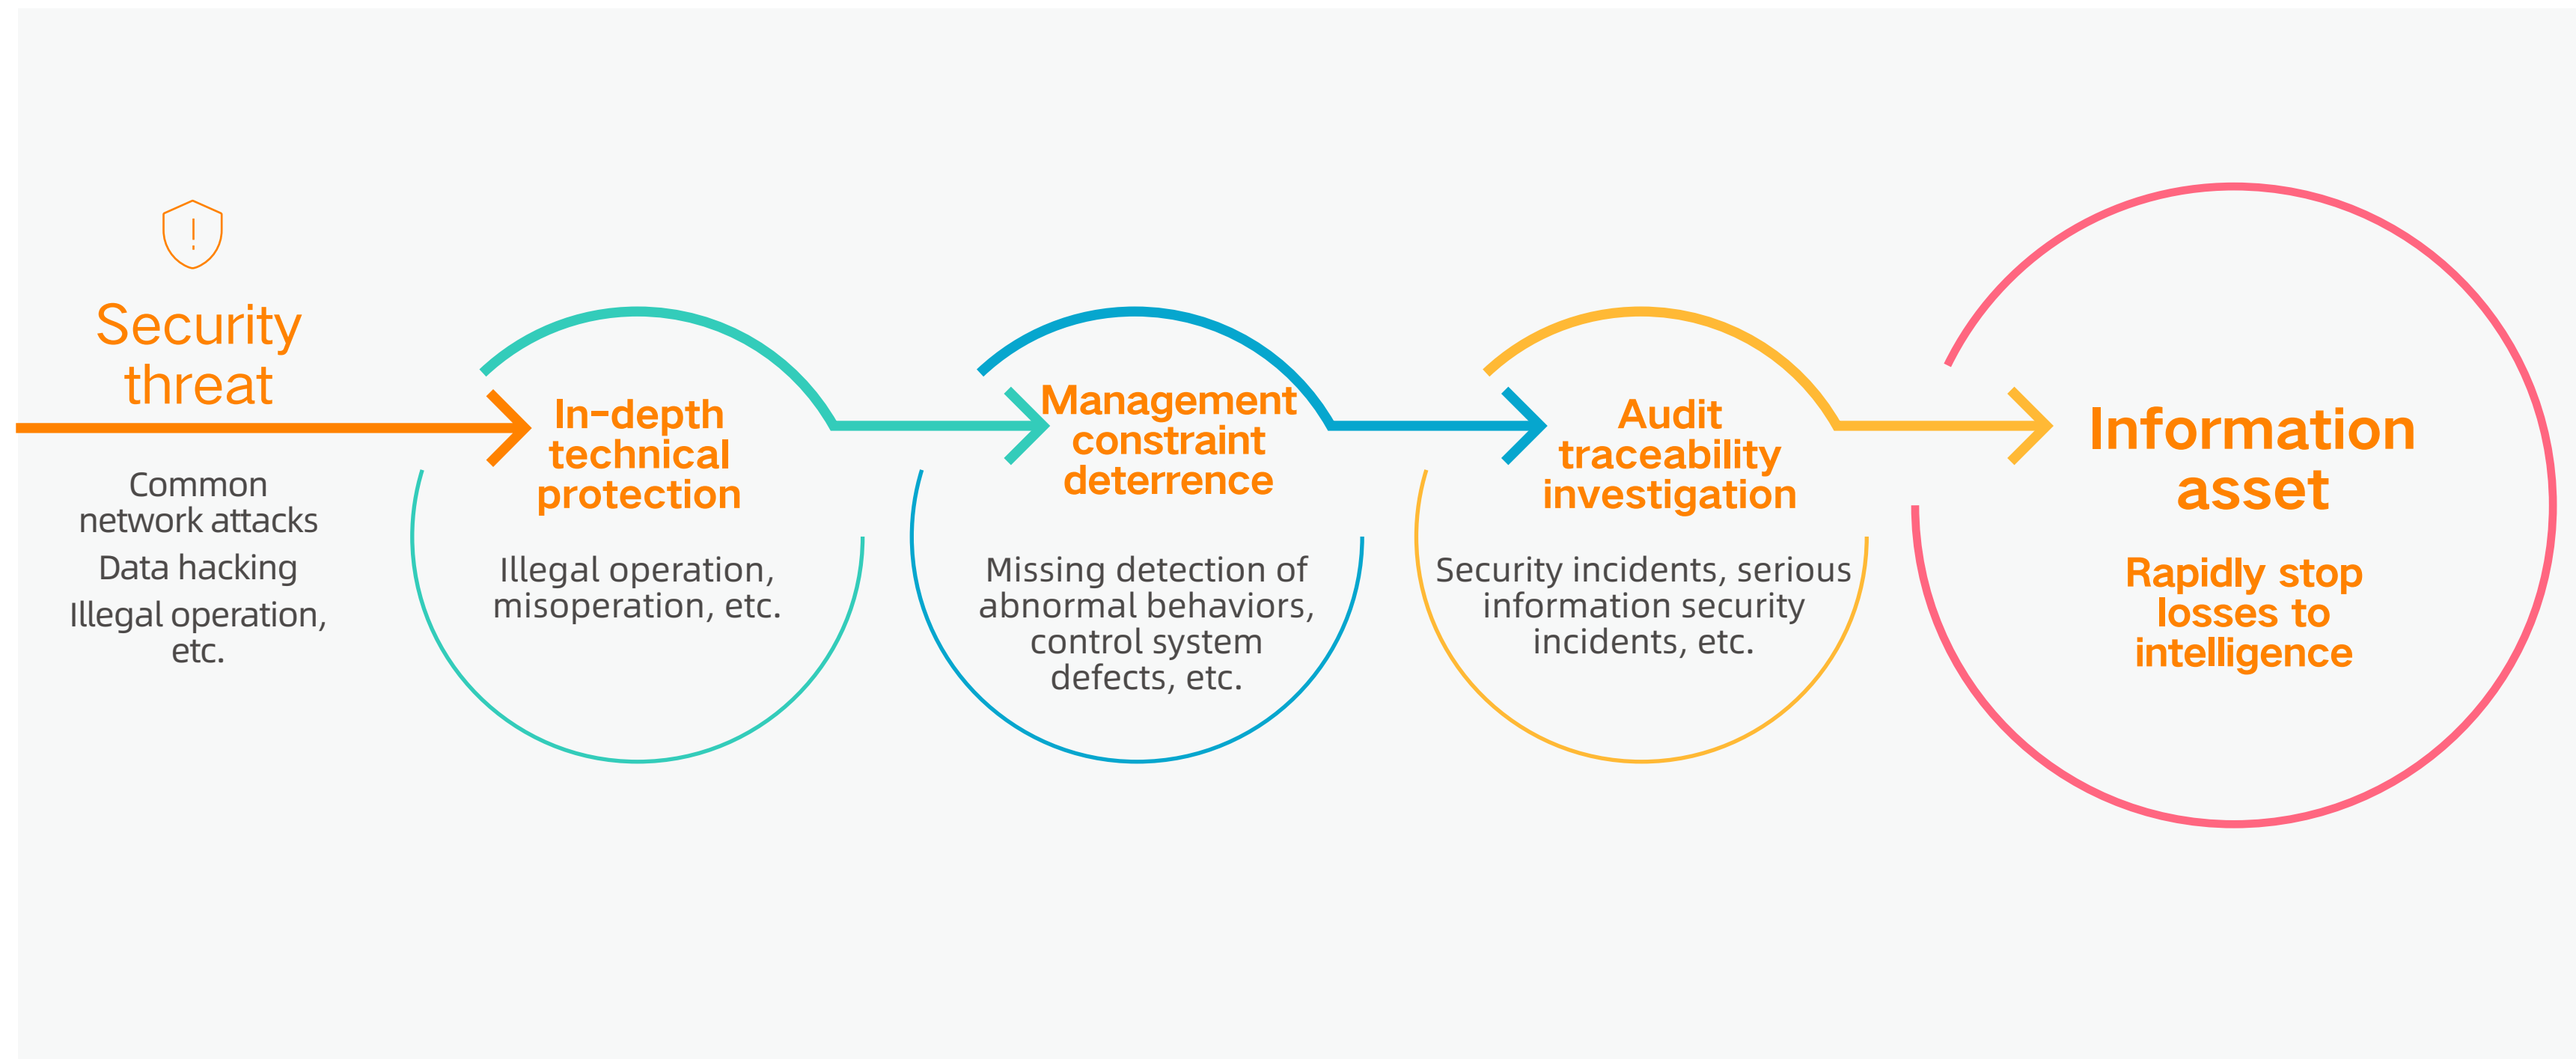 Security
threat
Common
network attacks
Data hacking
Illegal operation,
etc.
In-depth
technical
protection
Illegal operation,
misoperation, etc.
Management
constraint
deterrence
Missing detection of
abnormal behaviors,
control system
defects, etc.
Audit
traceability
investigation
Security incidents, serious
information security
incidents, etc.
Information
asset
Rapidly stop
losses to
intelligence